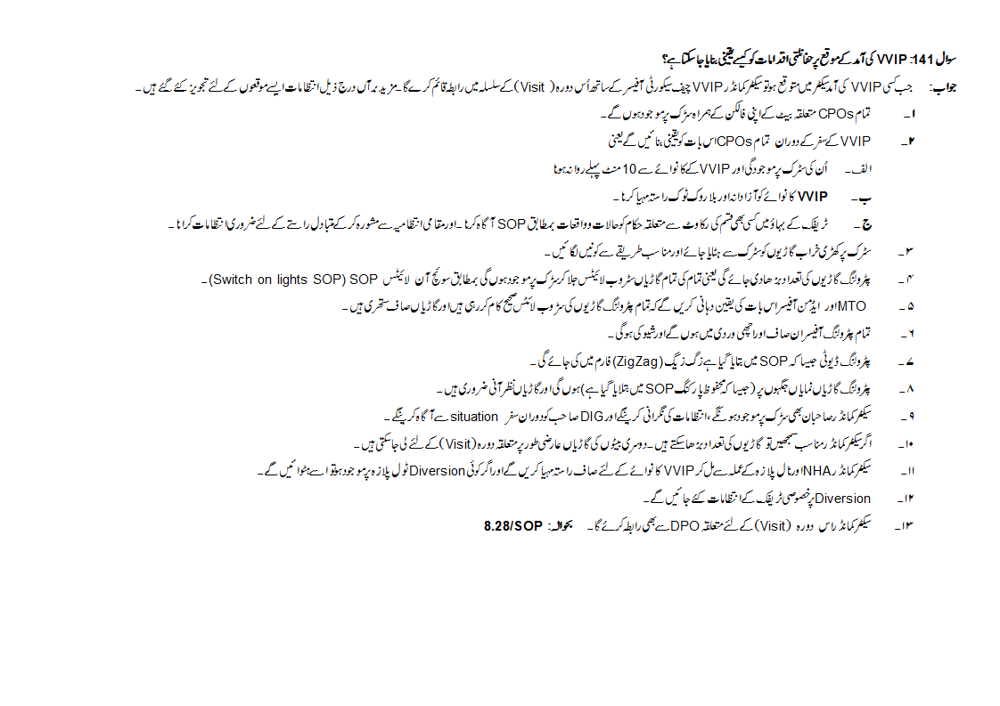 سوال 141: VVIP کی آمد کے موقع پر حفاظتی اقدامات کو کیسے یقینی بنایا جا سکتا ہے؟
جواب: جب کسی VVIP کی آمد سیکٹر میں متوقع ہو تو سیکٹر کمانڈر VVIP چیف سیکورٹی آفیسر کے ساتھ اُس دورہ ( Visit ) کے سلسلہ میں رابطہ قائم کرے گا۔ مزید برآں درج ذیل انتظامات ایسے موقعوں کے لئے تجویز کئے گئے ہیں ۔
۱۔ تمام CPOs متعلقہ بیٹ کے اپنی فالکن کے ہمراہ سڑک پر موجود ہوں گے۔
۲۔ VVIP کے سفر کے دوران تمام CPOs اس بات کو یقینی بنائیں گے یعنی
الف۔ اُن کی سڑک پر موجودگی اور VVIP کے کانوائے سے 10 منٹ پہلے روانہ ہونا
ب۔ VVIP کانوائے کو آزادانہ اور بلا روک ٹوک راستہ مہیا کرنا ۔
ج۔ ٹریفک کے بہاؤ میں کسی بھی قسم کی رکاوٹ سے متعلقہ حکام کو حالات و واقعات بمطابق SOP آگاہ کرنا ۔ اور مقامی انتظامیہ سے مشورہ کر کے متبادل راستے کے لئے ضروری انتظامات کرانا ۔
۳۔ سڑک پر کھڑی خراب گاڑیوں کو سڑک سے ہٹایا جائے اور مناسب طریقے سے کونیں لگائیں ۔
۴۔ پٹرولنگ گاڑیوں کی تعداد بڑھا دی جائے گی یعنی تمام کی تمام گاڑیاں سٹروب لائیٹس جلا کر سڑک پر موجود ہوں گی بمطابق سوئچ آن لائیٹس SOP (Switch on lights SOP)۔
۵۔ MTO اور ایڈمن آفیسر اس بات کی یقین دہانی کریں گے کہ تمام پٹرولنگ گاڑیوں کی سٹروب لائٹس صحیح کام کر رہی ہیں اور گاڑیاں صاف ستھری ہیں ۔
۶۔ تمام پٹرولنگ آفیسران صاف اور اچھی وردی میں ہوں گے اور شیو کی ہوگی ۔
۷۔ پٹرولنگ ڈیوٹی جیسا کہ SOP میں بتایا گیا ہے زگ زیگ (ZigZag) فارم میں کی جائے گی ۔
۸۔ پٹرولنگ گاڑیاں نمایاں جگہوں پر (جیسا کہ محفوظ پارکنگ SOP میں بتلایا گیا ہے) ہوں گی اور گاڑیاں نظر آنی ضروری ہیں ۔
۹۔ سیکٹر کمانڈر صاحبان بھی سڑک پر موجود ہونگے، انتظامات کی نگرانی کرینگے اور DIG صاحب کو دوران سفر situation سے آگاہ کرینگے ۔
۱۰۔ اگر سیکٹر کمانڈر مناسب سمجھیں تو گاڑیوں کی تعداد بڑھا سکتے ہیں ۔ دوسری بیٹوں کی گاڑیاں عارضی طور پر متعلقہ دورہ (Visit) کے لئے لی جا سکتی ہیں ۔
۱۱۔ سیکٹر کمانڈر NHA اور ٹال پلازہ کے عملہ سے مل کر VVIP کانوائے کے لئے صاف راستہ مہیا کریں گے اور اگر کوئی Diversion ٹول پلازہ پر موجود ہو تو اسے ہٹوائیں گے ۔
۱۲۔ Diversion پر خصوصی ٹریفک کے انتظامات کئے جائیں گے ۔
۱۳۔ سیکٹر کمانڈر اس دورہ (Visit) کے لئے متعلقہ DPO سے بھی رابطہ کرئے گا ۔ بحوالہ: 8.28/SOP